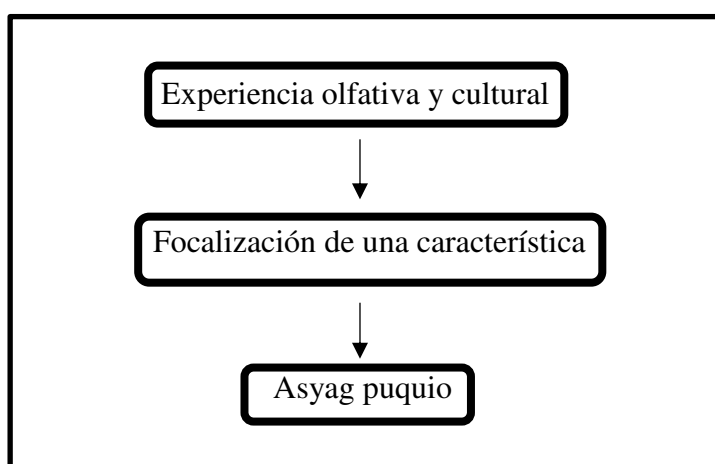 Experiencia olfativa y cultural
Focalización de una característica
Asyag puquio